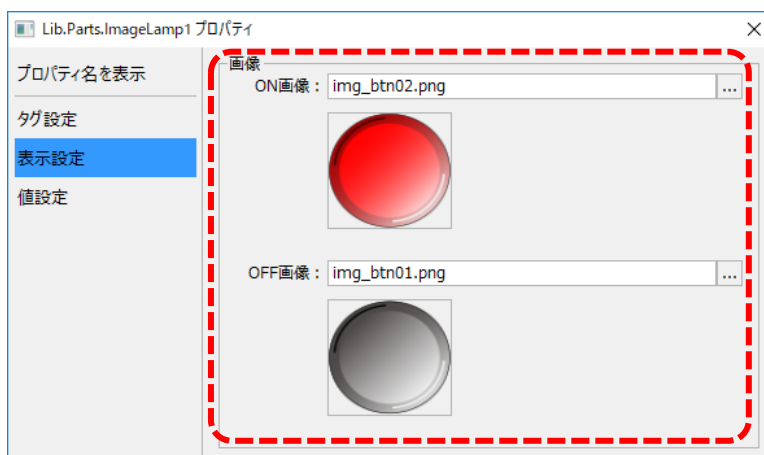 Lib.Parts.ImageLamp1 プロパティ
プロパティ名を表示
タグ設定
表示設定
値設定
画像
ON画像： img_btn02.png ...
OFF画像： img_btn01.png ...